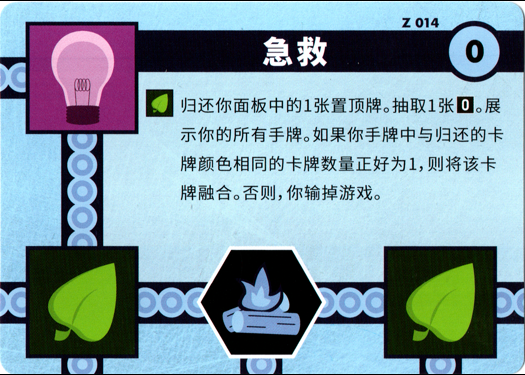 Z 014
急救
0
归还你面板中的1张置顶牌。抽取1张0。展
示你的所有手牌。如果你手牌中与归还的卡
牌颜色相同的卡牌数量正好为1,则将该卡
牌融合。否则,你输掉游戏。